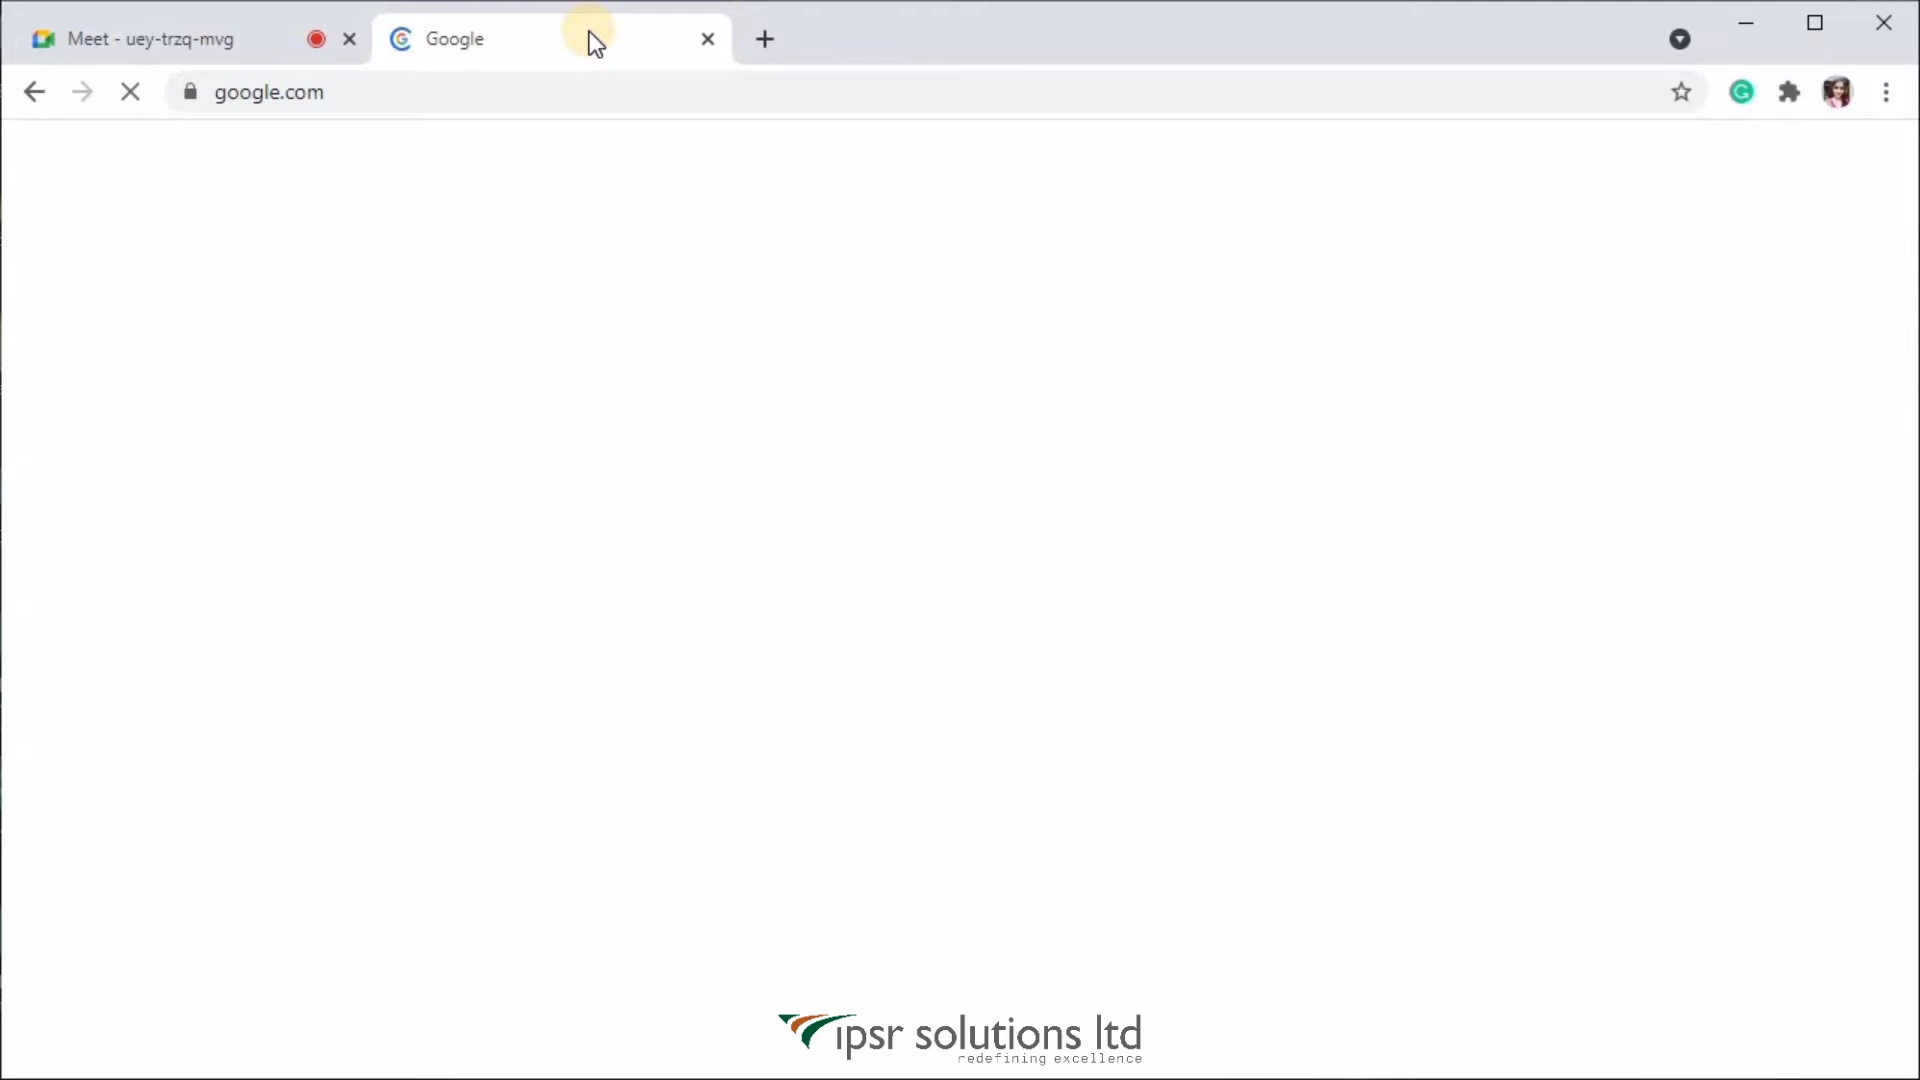 Meet - uey-trzq-mvg
Google
google.com
ipsr solutions ltd
redefining excellence